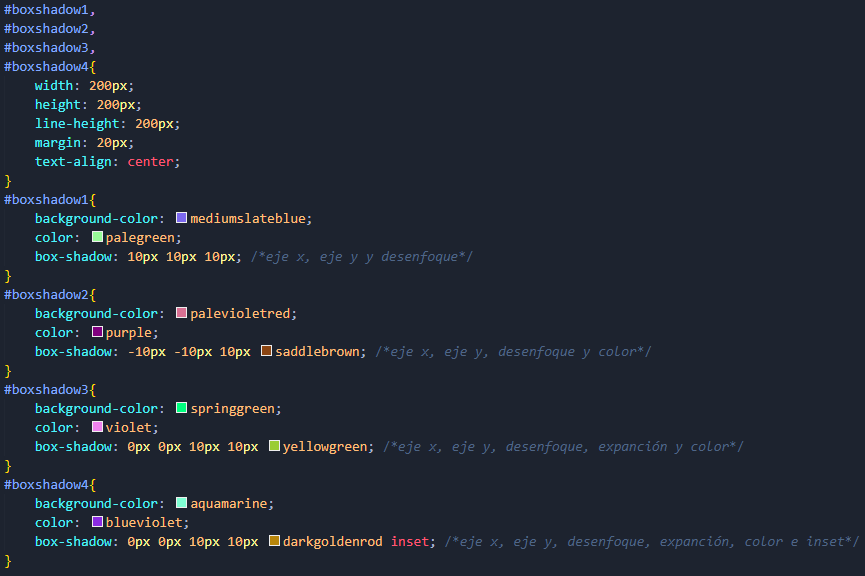 #boxshadow1,
#boxshadow2,
#boxshadow3,
#boxshadow4{
    width: 200px;
    height: 200px;
    line-height: 200px;
    margin: 20px;
    text-align: center;
}
#boxshadow1{
    background-color: mediumslateblue;
    color: palegreen;
    box-shadow: 10px 10px 10px; /*eje x, eje y y desenfoque*/
}
#boxshadow2{
    background-color: palevioletred;
    color: purple;
    box-shadow: -10px -10px 10px saddlebrown; /*eje x, eje y, desenfoque y color*/
}
#boxshadow3{
    background-color: springgreen;
    color: violet;
    box-shadow: 0px 0px 10px 10px yellowgreen; /*eje x, eje y, desenfoque, expanción y color*/
}
#boxshadow4{
    background-color: aquamarine;
    color: blueviolet;
    box-shadow: 0px 0px 10px 10px darkgoldenrod inset; /*eje x, eje y, desenfoque, expanción, color e inset*/
}